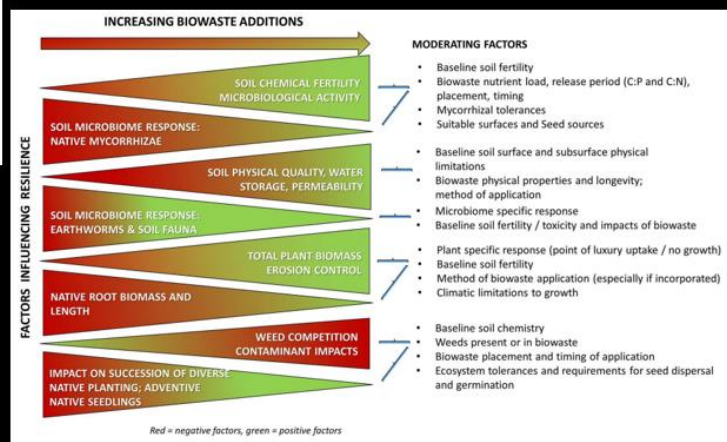 INCREASING BIOWASTE ADDITIONS
FACTORS INFLUENCING RESILIENCE
SOIL CHEMICAL FERTILITY
MICROBIOLOGICAL ACTIVITY
SOIL MICROBIOME RESPONSE:
NATIVE MYCORRHIZAE
SOIL PHYSICAL QUALITY, WATER
STORAGE, PERMEABILITY
SOIL MICROBIOME RESPONSE:
EARTHWORMS & SOIL FAUNA
TOTAL PLANT BIOMASS
EROSION CONTROL
NATIVE ROOT BIOMASS AND
LENGTH
WEED COMPETITION
CONTAMINANT IMPACTS
IMPACT ON SUCCESSION OF DIVERSE
NATIVE PLANTING; ADVENTIVE
NATIVE SEEDLINGS
Red = negative factors, green = positive factors
MODERATING FACTORS
• Baseline soil fertility
• Biowaste nutrient load, release period (C:P and C:N),
placement, timing
• Mycorrhizal tolerances
• Suitable surfaces and Seed sources
• Baseline soil surface and subsurface physical
limitations
• Biowaste physical properties and longevity;
method of application
• Microbiome specific response
• Baseline soil fertility / toxicity and impacts of biowaste
• Plant specific response (point of luxury uptake / no growth)
• Baseline soil fertility
• Method of biowaste application (especially if incorporated)
• Climatic limitations to growth
• Baseline soil chemistry
• Weeds present or in biowaste
• Biowaste placement and timing of application
• Ecosystem tolerances and requirements for seed dispersal
and germination